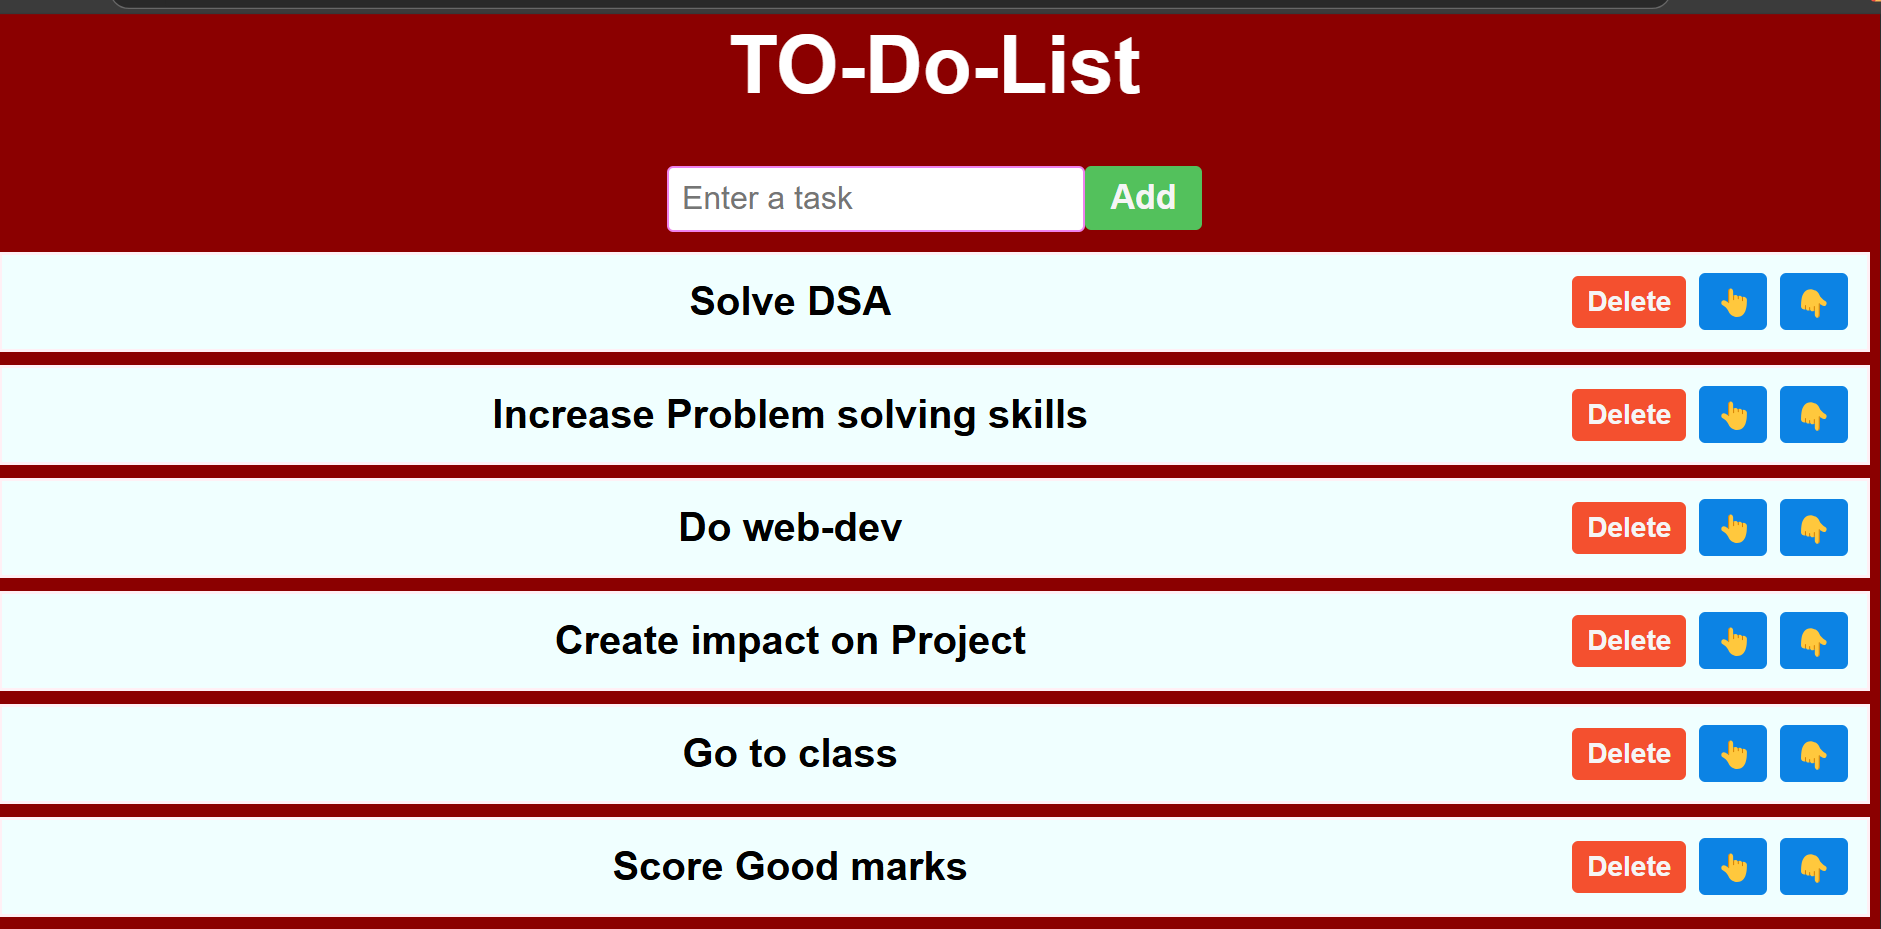 TO-Do-List
Enter a task Add
Solve DSA Delete 👆 👇
Increase Problem solving skills Delete 👆 👇
Do web-dev Delete 👆 👇
Create impact on Project Delete 👆 👇
Go to class Delete 👆 👇
Score Good marks Delete 👆 👇